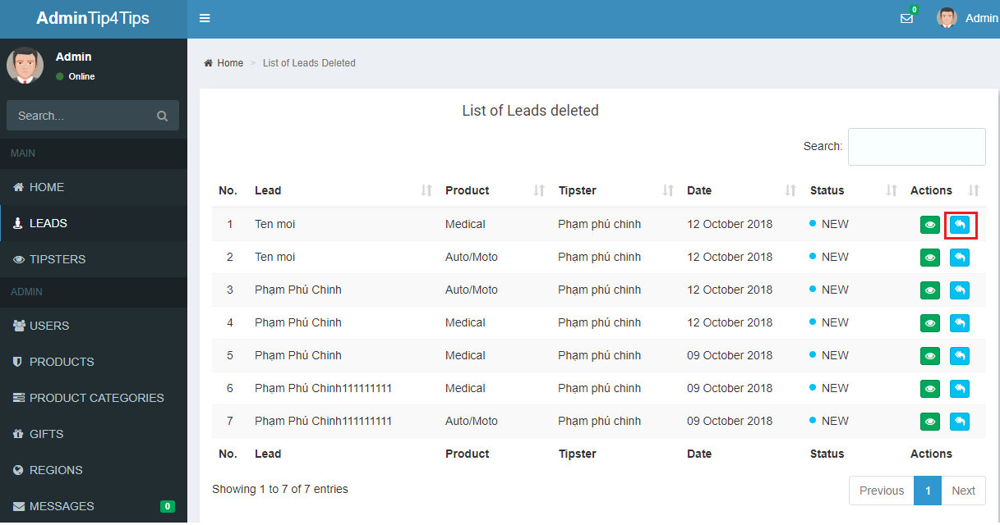 AdminTip4Tips
0
Admin
Admin
Online
Search...
MAIN
HOME
LEADS
TIPSTERS
ADMIN
USERS
PRODUCTS
PRODUCT CATEGORIES
GIFTS
REGIONS
MESSAGES 0
Home > List of Leads Deleted
List of Leads deleted
Search:
No. Lead Product Tipster Date Status Actions
1 Ten moi Medical Phạm phú chinh 12 October 2018 NEW
2 Ten moi Auto/Moto Phạm phú chinh 12 October 2018 NEW
3 Phạm Phú Chinh Auto/Moto Phạm phú chinh 12 October 2018 NEW
4 Phạm Phú Chinh Medical Phạm phú chinh 12 October 2018 NEW
5 Phạm Phú Chinh Medical Phạm phú chinh 09 October 2018 NEW
6 Phạm Phú Chinh111111111 Medical Phạm phú chinh 09 October 2018 NEW
7 Phạm Phú Chinh111111111 Auto/Moto Phạm phú chinh 09 October 2018 NEW
No. Lead Product Tipster Date Status Actions
Showing 1 to 7 of 7 entries
Previous 1 Next